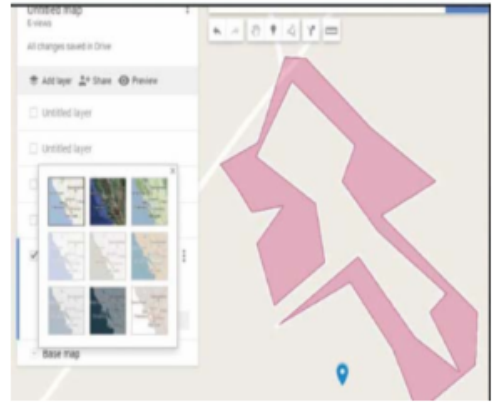 Untitled map
6 views
All changes saved in Drive
Add layer Share Preview
Untitled layer
Untitled layer
Base map